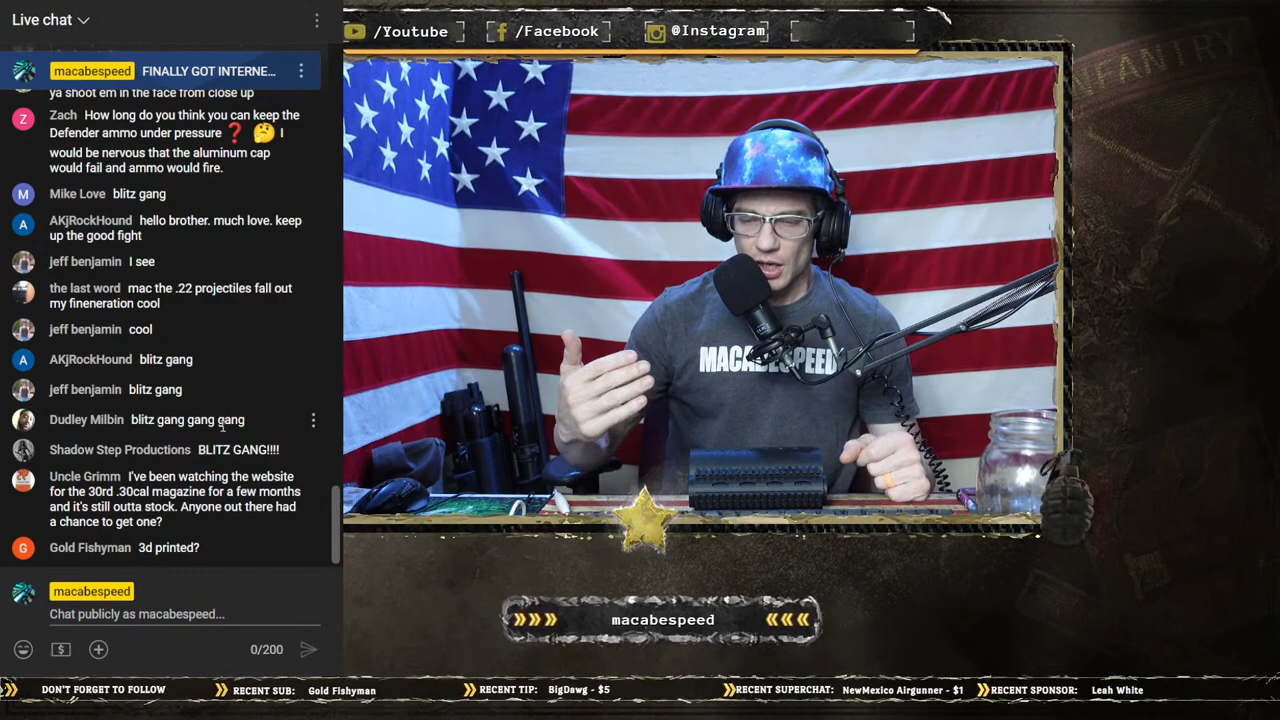 Live chat
macabespeed FINALLY GOT INTERNE...
ya shoot em in the face from close up
Zach How long do you think you can keep the
Defender ammo under pressure ❓ 🤔 I
would be nervous that the aluminum cap
would fail and ammo would fire.
Mike Love blitz gang
AKjRockHound hello brother. much love. keep
up the good fight
jeff benjamin I see
the last word mac the .22 projectiles fall out
my fineneration cool
jeff benjamin cool
AKjRockHound blitz gang
jeff benjamin blitz gang
Dudley Milbin blitz gang gang gang
Shadow Step Productions BLITZ GANG!!!!
Uncle Grimm I've been watching the website
for the 30rd .30cal magazine for a few months
and it's still outta stock. Anyone out there had
a chance to get one?
Gold Fishyman 3d printed?
macabespeed
Chat publicly as macabespeed...
0/200
/Youtube
/Facebook
@Instagram
INFANTRY
MACABESPEED
macabespeed
DON'T FORGET TO FOLLOW
RECENT SUB: Gold Fishyman
RECENT TIP: BigDawg - $5
RECENT SUPERCHAT: NewMexico Airgunner - $1
RECENT SPONSOR: Leah White